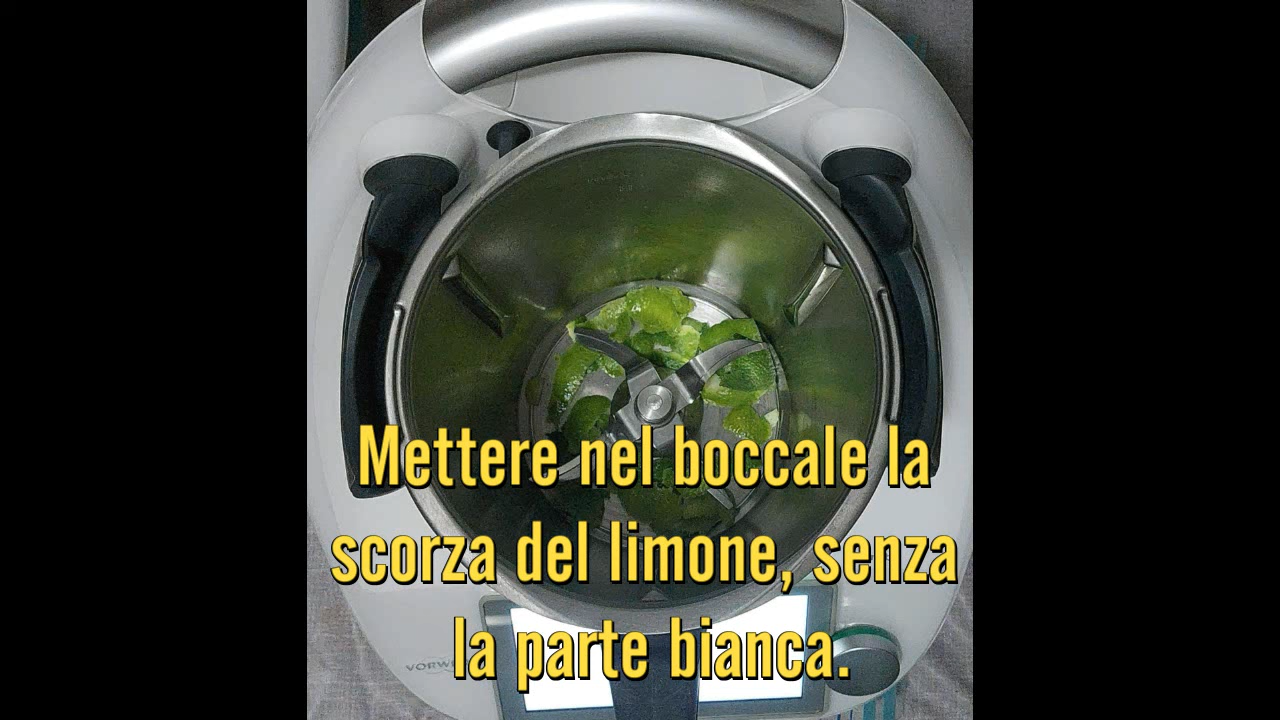 Mettere nel boccale la
scorza del limone, senza
la parte bianca.